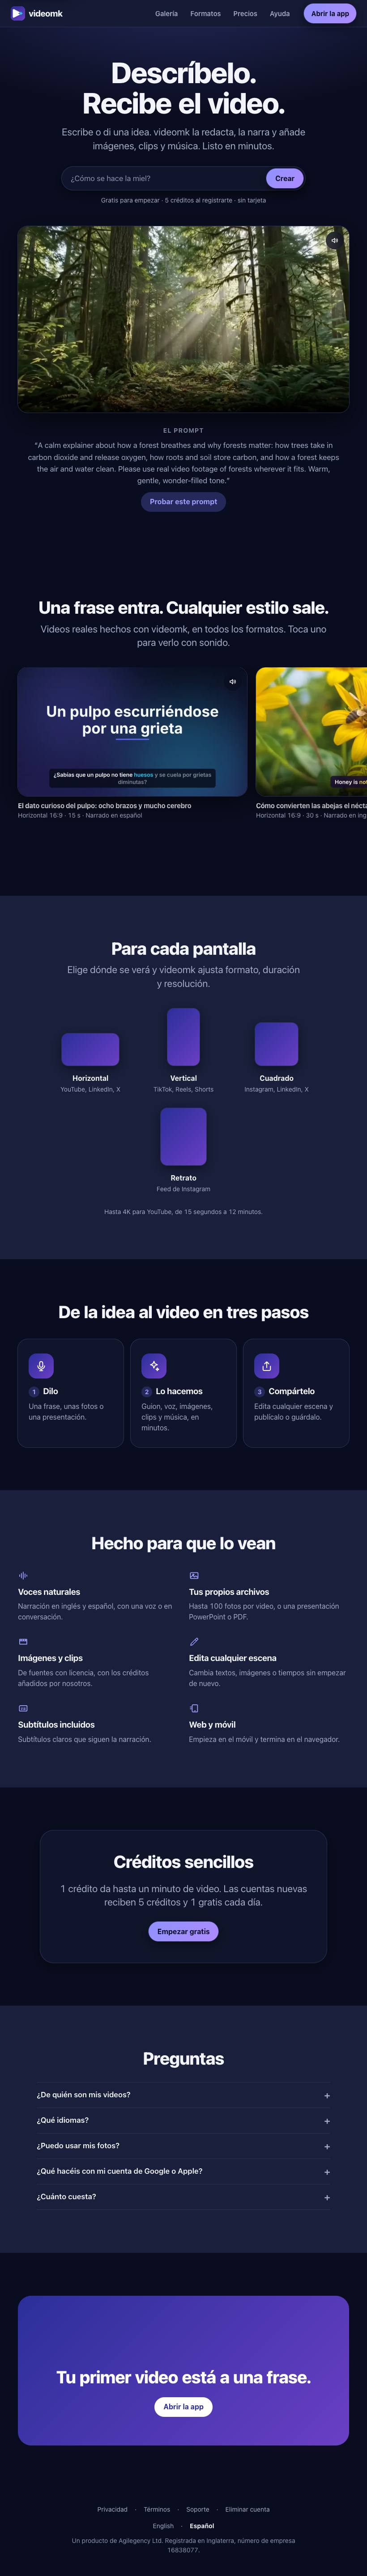 videomk
Galería
Formatos
Precios
Ayuda
Abrir la app
Descríbelo.
Recibe el video.
Escribe o di una idea. videomk la redacta, la narra y añade
imágenes, clips y música. Listo en minutos.
¿Cómo se hace la miel?
Crear
Gratis para empezar · 5 créditos al registrarte · sin tarjeta
EL PROMPT
"A calm explainer about how a forest breathes and why forests matter: how trees take in
carbon dioxide and release oxygen, how roots and soil store carbon, and how a forest keeps
the air and water clean. Please use real video footage of forests wherever it fits. Warm,
gentle, wonder-filled tone."
Probar este prompt
Una frase entra. Cualquier estilo sale.
Videos reales hechos con videomk, en todos los formatos. Toca uno
para verlo con sonido.
Un pulpo escurriéndose
por una grieta
¿Sabías que un pulpo no tiene huesos y se cuela por grietas
diminutas?
El dato curioso del pulpo: ocho brazos y mucho cerebro
Horizontal 16:9 · 15 s · Narrado en español
Honey is not
Cómo convierten las abejas el nécta
Horizontal 16:9 · 30 s · Narrado en ing
Para cada pantalla
Elige dónde se verá y videomk ajusta formato, duración
y resolución.
Horizontal
YouTube, LinkedIn, X
Vertical
TikTok, Reels, Shorts
Cuadrado
Instagram, LinkedIn, X
Retrato
Feed de Instagram
Hasta 4K para YouTube, de 15 segundos a 12 minutos.
De la idea al video en tres pasos
1 Dilo
Una frase, unas fotos o
una presentación.
2 Lo hacemos
Guion, voz, imágenes,
clips y música, en
minutos.
3 Compártelo
Edita cualquier escena y
publícalo o guárdalo.
Hecho para que lo vean
Voces naturales
Narración en inglés y español, con una voz o en
conversación.
Tus propios archivos
Hasta 100 fotos por video, o una presentación
PowerPoint o PDF.
Imágenes y clips
De fuentes con licencia, con los créditos
añadidos por nosotros.
Edita cualquier escena
Cambia textos, imágenes o tiempos sin empezar
de nuevo.
Subtítulos incluidos
Subtítulos claros que siguen la narración.
Web y móvil
Empieza en el móvil y termina en el navegador.
Créditos sencillos
1 crédito da hasta un minuto de video. Las cuentas nuevas
reciben 5 créditos y 1 gratis cada día.
Empezar gratis
Preguntas
¿De quién son mis videos?
¿Qué idiomas?
¿Puedo usar mis fotos?
¿Qué hacéis con mi cuenta de Google o Apple?
¿Cuánto cuesta?
Tu primer video está a una frase.
Abrir la app
Privacidad · Términos · Soporte · Eliminar cuenta
English · Español
Un producto de Agilegency Ltd. Registrada en Inglaterra, número de empresa
16838077.